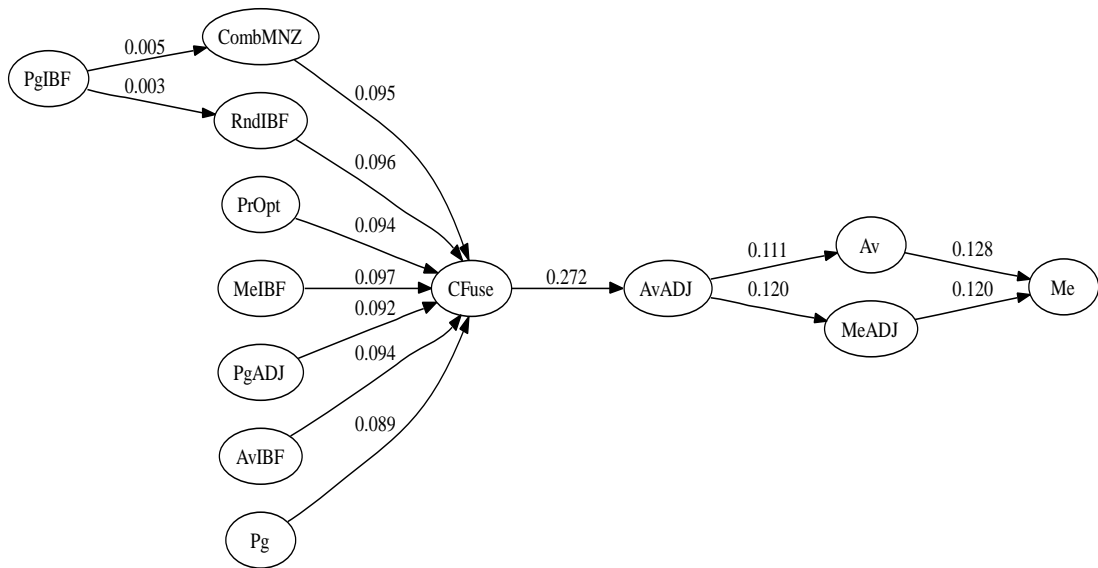 CombMNZ
0.005
PgIBF
0.003
0.095
RndIBF
0.096
PrOpt
0.094
MeIBF
0.097
CFuse
0.272
AvADJ
0.111
Av
0.128
Me
0.120
0.120
MeADJ
0.092
PgADJ
0.094
AvIBF
0.089
Pg